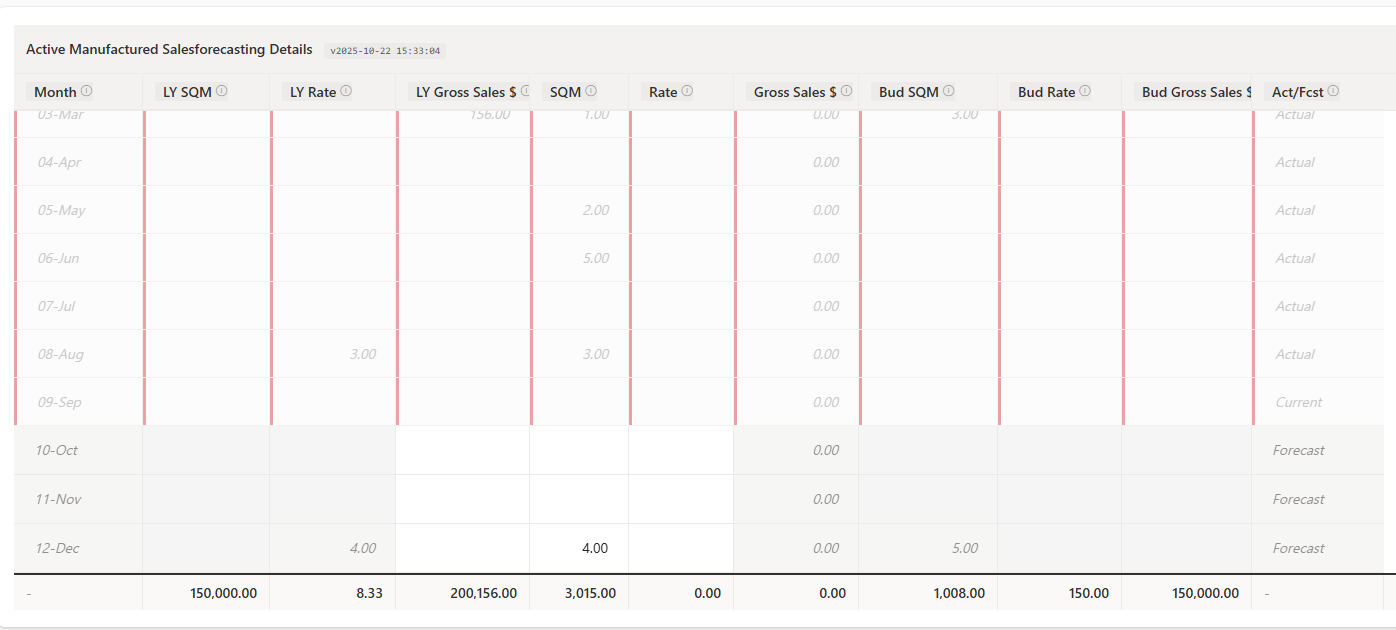 Active Manufactured Salesforecasting Details v2025-10-22 15:33:04
Month LY SQM LY Rate LY Gross Sales $ SQM Rate Gross Sales $ Bud SQM Bud Rate Bud Gross Sales $ Act/Fcst
03-Mar 156.00 1.00 0.00 3.00 Actual
04-Apr 0.00 Actual
05-May 2.00 0.00 Actual
06-Jun 5.00 0.00 Actual
07-Jul 0.00 Actual
08-Aug 3.00 3.00 0.00 Actual
09-Sep 0.00 Current
10-Oct 0.00 Forecast
11-Nov 0.00 Forecast
12-Dec 4.00 4.00 0.00 5.00 Forecast
- 150,000.00 8.33 200,156.00 3,015.00 0.00 0.00 1,008.00 150.00 150,000.00 -